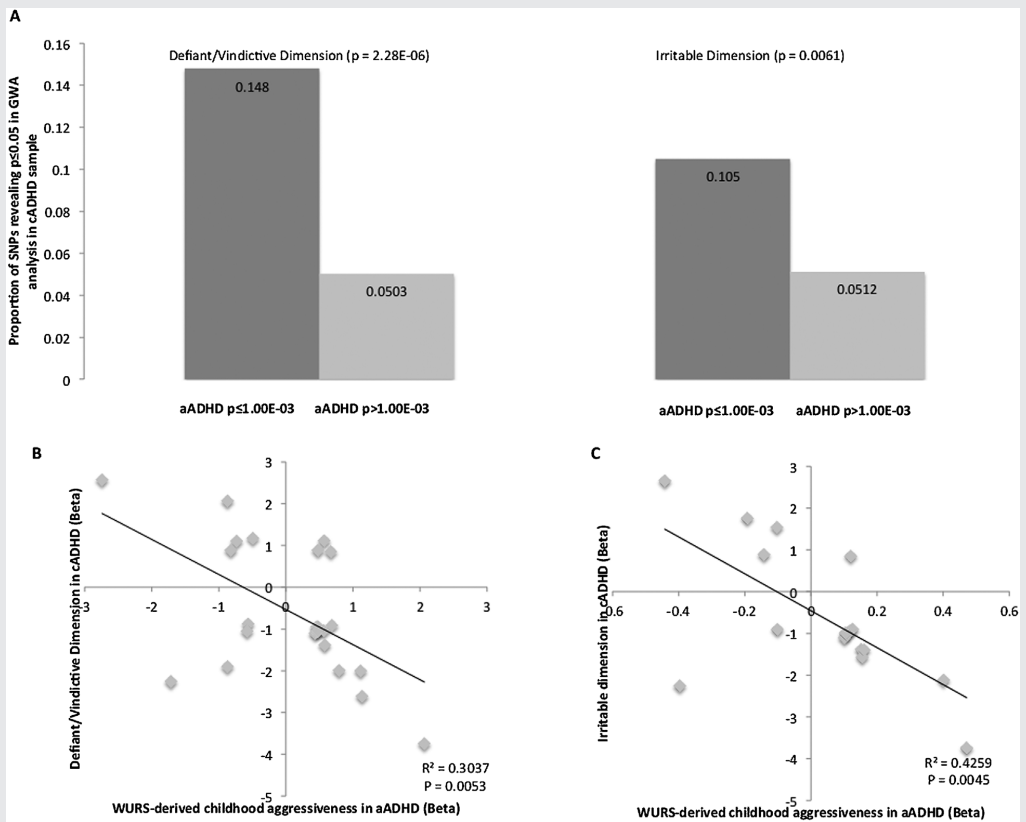 A
Defiant/Vindictive Dimension (p = 2.28E-06)
Irritable Dimension (p = 0.0061)
Proportion of SNPs revealing p≤0.05 in GWA
analysis in cADHD sample
0.16
0.14
0.12
0.1
0.08
0.06
0.04
0.02
0
0.148
0.0503
0.105
0.0512
aADHD p≤1.00E-03
aADHD p>1.00E-03
aADHD p≤1.00E-03
aADHD p>1.00E-03
B
Defiant/Vindictive Dimension in cADHD (Beta)
3
2
1
0
-1
-2
-3
-4
-5
-3
-2
-1
0
1
2
3
R² = 0.3037
P = 0.0053
WURS-derived childhood aggressiveness in aADHD (Beta)
C
Irritable dimension in cADHD (Beta)
3
2
1
0
-1
-2
-3
-4
-5
-0.6
-0.4
-0.2
0
0.2
0.4
0.6
R² = 0.4259
P = 0.0045
WURS-derived childhood aggressiveness in aADHD (Beta)